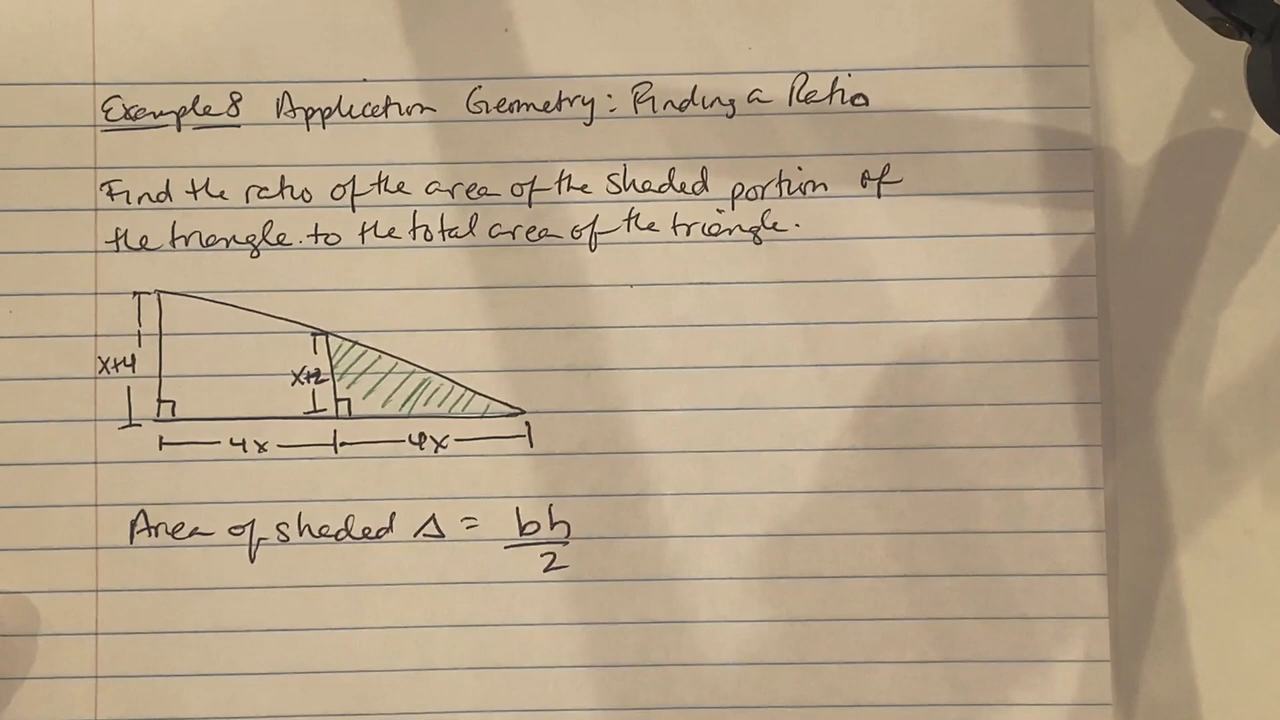 Example 8 Application Geometry: Finding a Ratio
Find the ratio of the area of the shaded portion of
the triangle. to the total area of the triangle.
x+4
x+2
4x 4x
Area of shaded Δ = bh
2